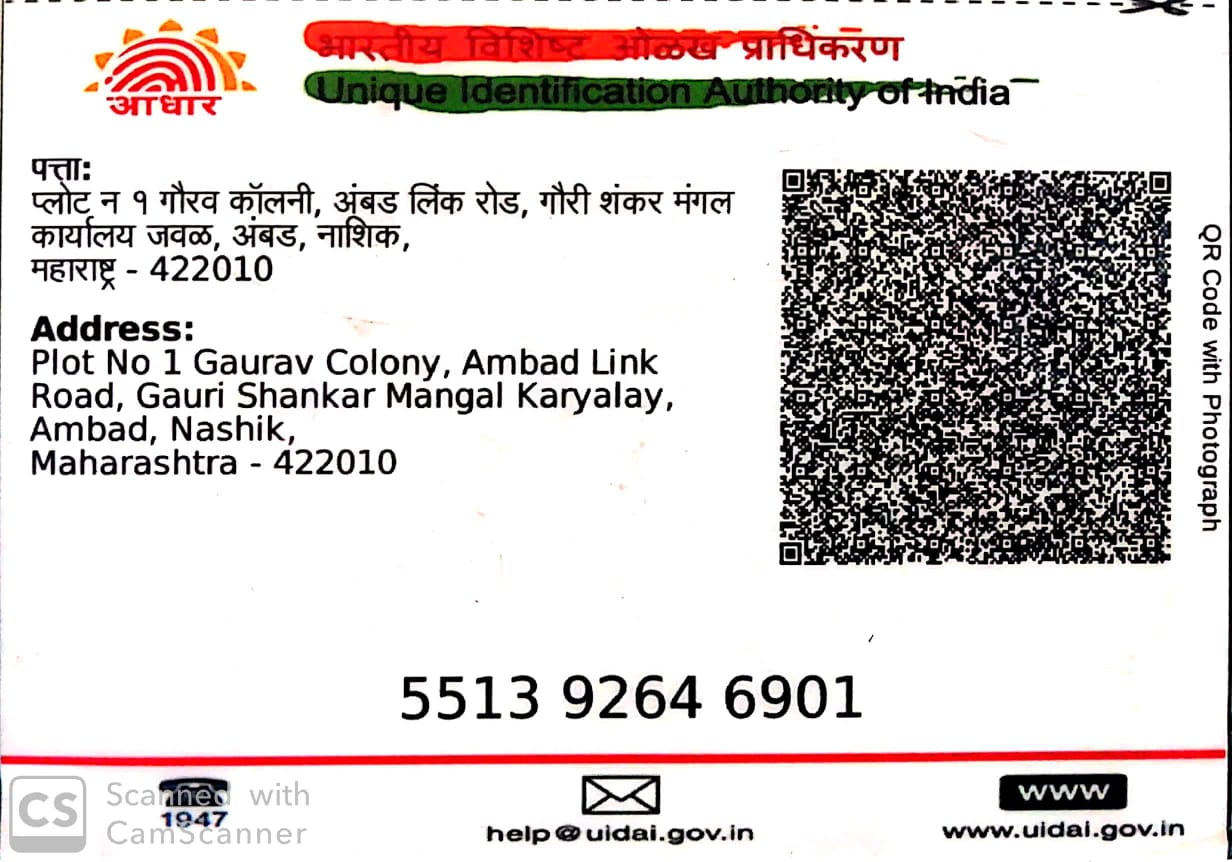 आधार
भारतीय विशिष्ट ओळख प्राधिकरण
Unique Identification Authority of India
पत्ता:
प्लोट न १ गौरव कॉलनी, अंबड लिंक रोड, गौरी शंकर मंगल
कार्यालय जवळ, अंबड, नाशिक,
महाराष्ट्र - 422010
Address:
Plot No 1 Gaurav Colony, Ambad Link
Road, Gauri Shankar Mangal Karyalay,
Ambad, Nashik,
Maharashtra - 422010
QR Code with Photograph
5513 9264 6901
1947
help@uidai.gov.in
www
www.uidai.gov.in
CS
Scanned with
CamScanner